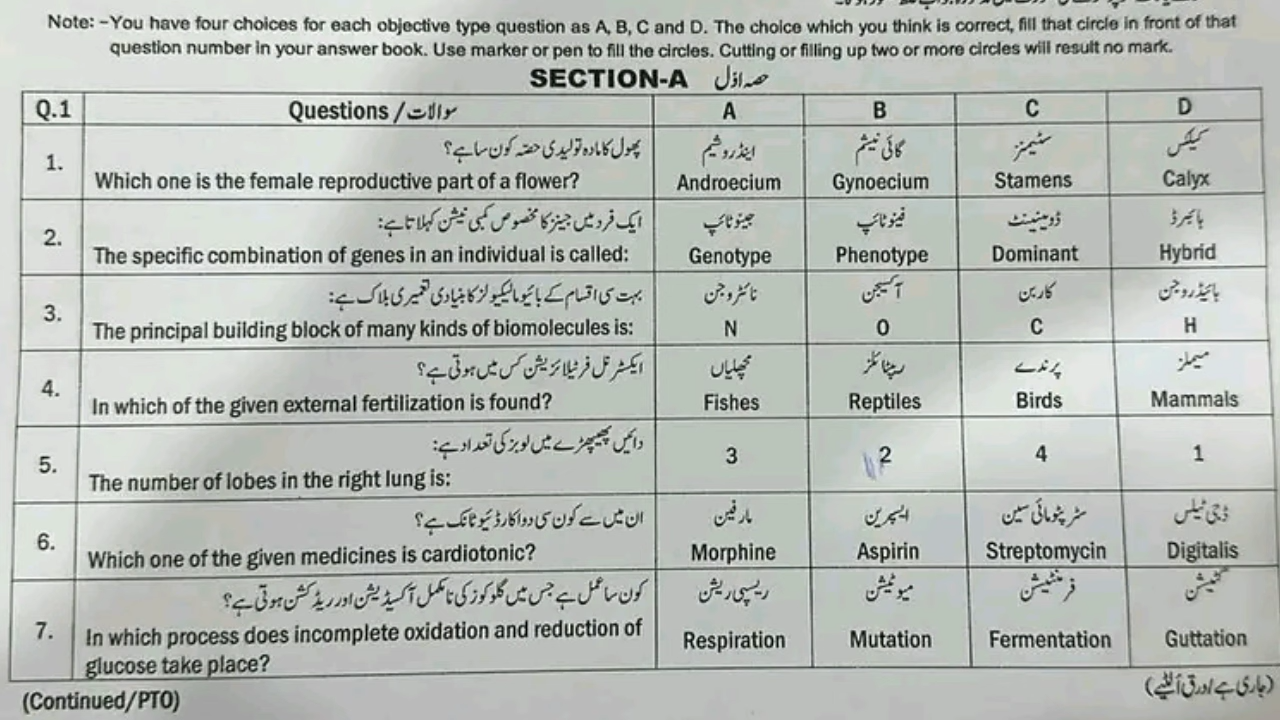 Note: –You have four choices for each objective type question as A, B, C and D. The choice which you think is correct, fill that circle in front of that
question number in your answer book. Use marker or pen to fill the circles. Cutting or filling up two or more circles will result no mark.
SECTION-A حصہ اوّل
Q.1 Questions / سوالات A B C D
پھول کا مادہ تولیدی حصّہ کون سا ہے؟ اینڈروشیم گائی نیشم سٹیمنز کیلکس
1. Which one is the female reproductive part of a flower? Androecium Gynoecium Stamens Calyx
ایک فرد میں جینز کا مخصوص کمبی نیشن کہلاتا ہے: جینوٹائپ فینوٹائپ ڈومیننٹ ہائبرڈ
2. The specific combination of genes in an individual is called: Genotype Phenotype Dominant Hybrid
بہت سی اقسام کے بائیومالیکیولز کا بنیادی تعمیری بلاک ہے: نائٹروجن آکسیجن کاربن ہائیڈروجن
3. The principal building block of many kinds of biomolecules is: N O C H
ایکسٹرنل فرٹیلائزیشن کس میں ہوتی ہے؟ مچھلیاں ریپٹائلز پرندے میملز
4. In which of the given external fertilization is found? Fishes Reptiles Birds Mammals
دائیں پھیپھڑے میں لوبز کی تعداد ہے:
5. The number of lobes in the right lung is: 3 2 4 1
ان میں سے کون سی دوا کارڈیوٹانک ہے؟ مارفین ایسپرین سٹرپٹومائی سین ڈجی ٹیلس
6. Which one of the given medicines is cardiotonic? Morphine Aspirin Streptomycin Digitalis
کون سا عمل ہے جس میں گلوکوز کی نامکمل آکسیڈیشن اور ریڈکشن ہوتی ہے؟ ریسپی ریشن میوٹیشن فرمنٹیشن گٹیشن
7. In which process does incomplete oxidation and reduction of Respiration Mutation Fermentation Guttation
glucose take place?
(Continued/PTO) (جاری ہے ورق اُلٹیے)